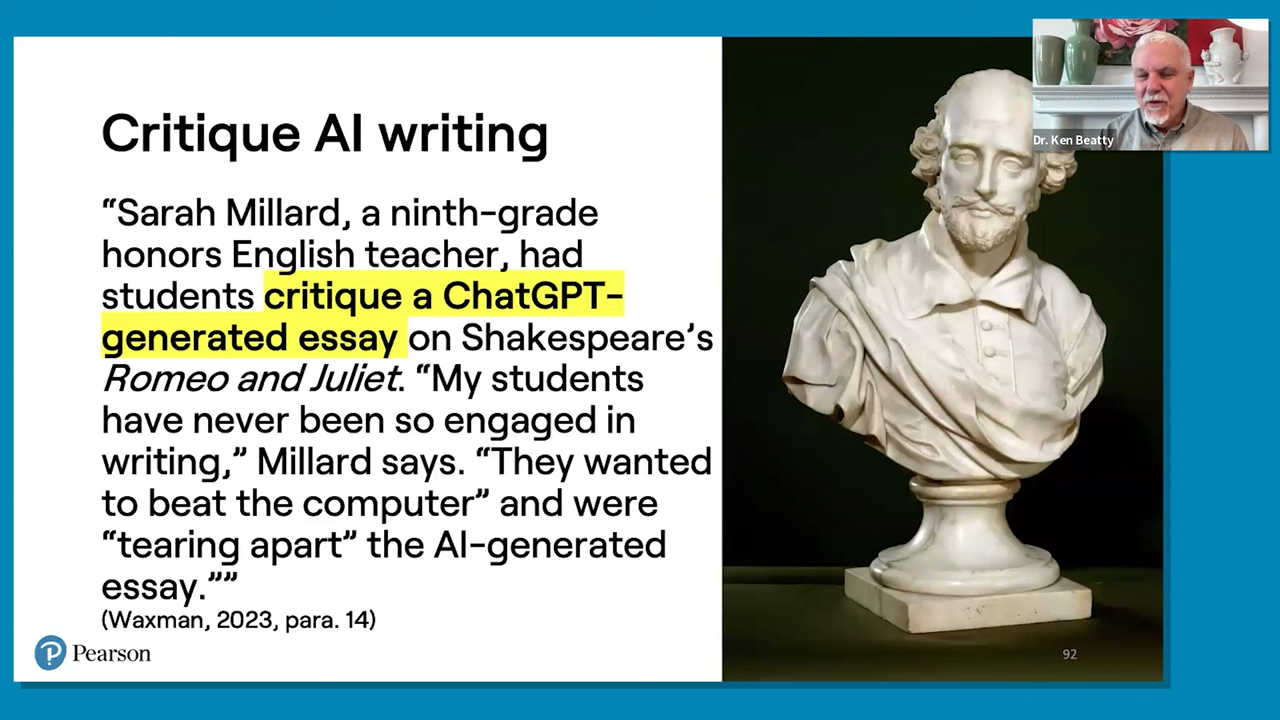 Critique AI writing
“Sarah Millard, a ninth-grade
honors English teacher, had
students critique a ChatGPT-
generated essay on Shakespeare’s
Romeo and Juliet. “My students
have never been so engaged in
writing,” Millard says. “They wanted
to beat the computer” and were
“tearing apart” the AI-generated
essay.””
(Waxman, 2023, para. 14)
Pearson
92
Dr. Ken Beatty